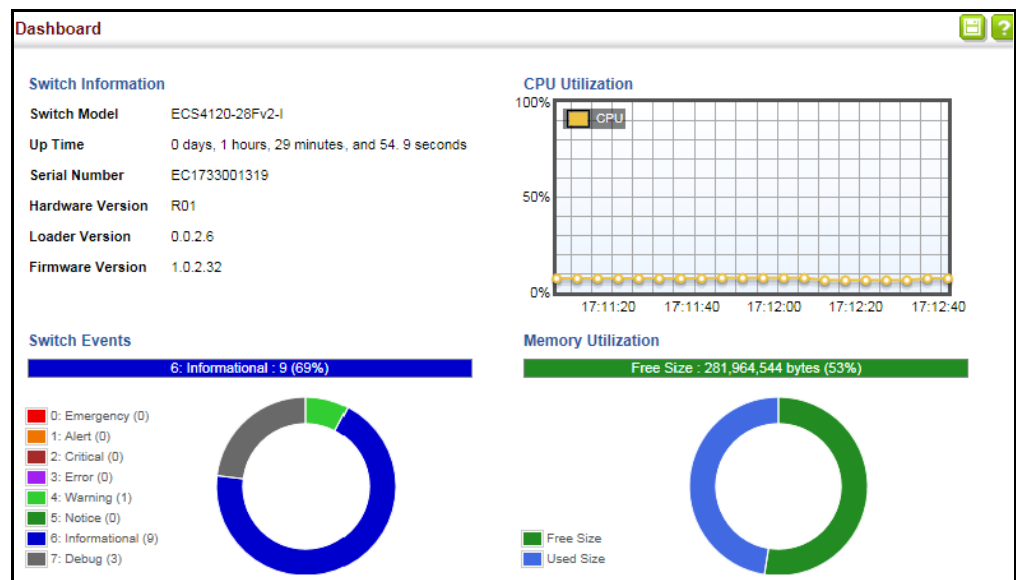 Dashboard
?
Switch Information
Switch Model ECS4120-28Fv2-I
Up Time 0 days, 1 hours, 29 minutes, and 54. 9 seconds
Serial Number EC1733001319
Hardware Version R01
Loader Version 0.0.2.6
Firmware Version 1.0.2.32
CPU Utilization
100%
CPU
50%
0%
17:11:20 17:11:40 17:12:00 17:12:20 17:12:40
Switch Events
6: Informational : 9 (69%)
0: Emergency (0)
1: Alert (0)
2: Critical (0)
3: Error (0)
4: Warning (1)
5: Notice (0)
6: Informational (9)
7: Debug (3)
Memory Utilization
Free Size : 281,964,544 bytes (53%)
Free Size
Used Size